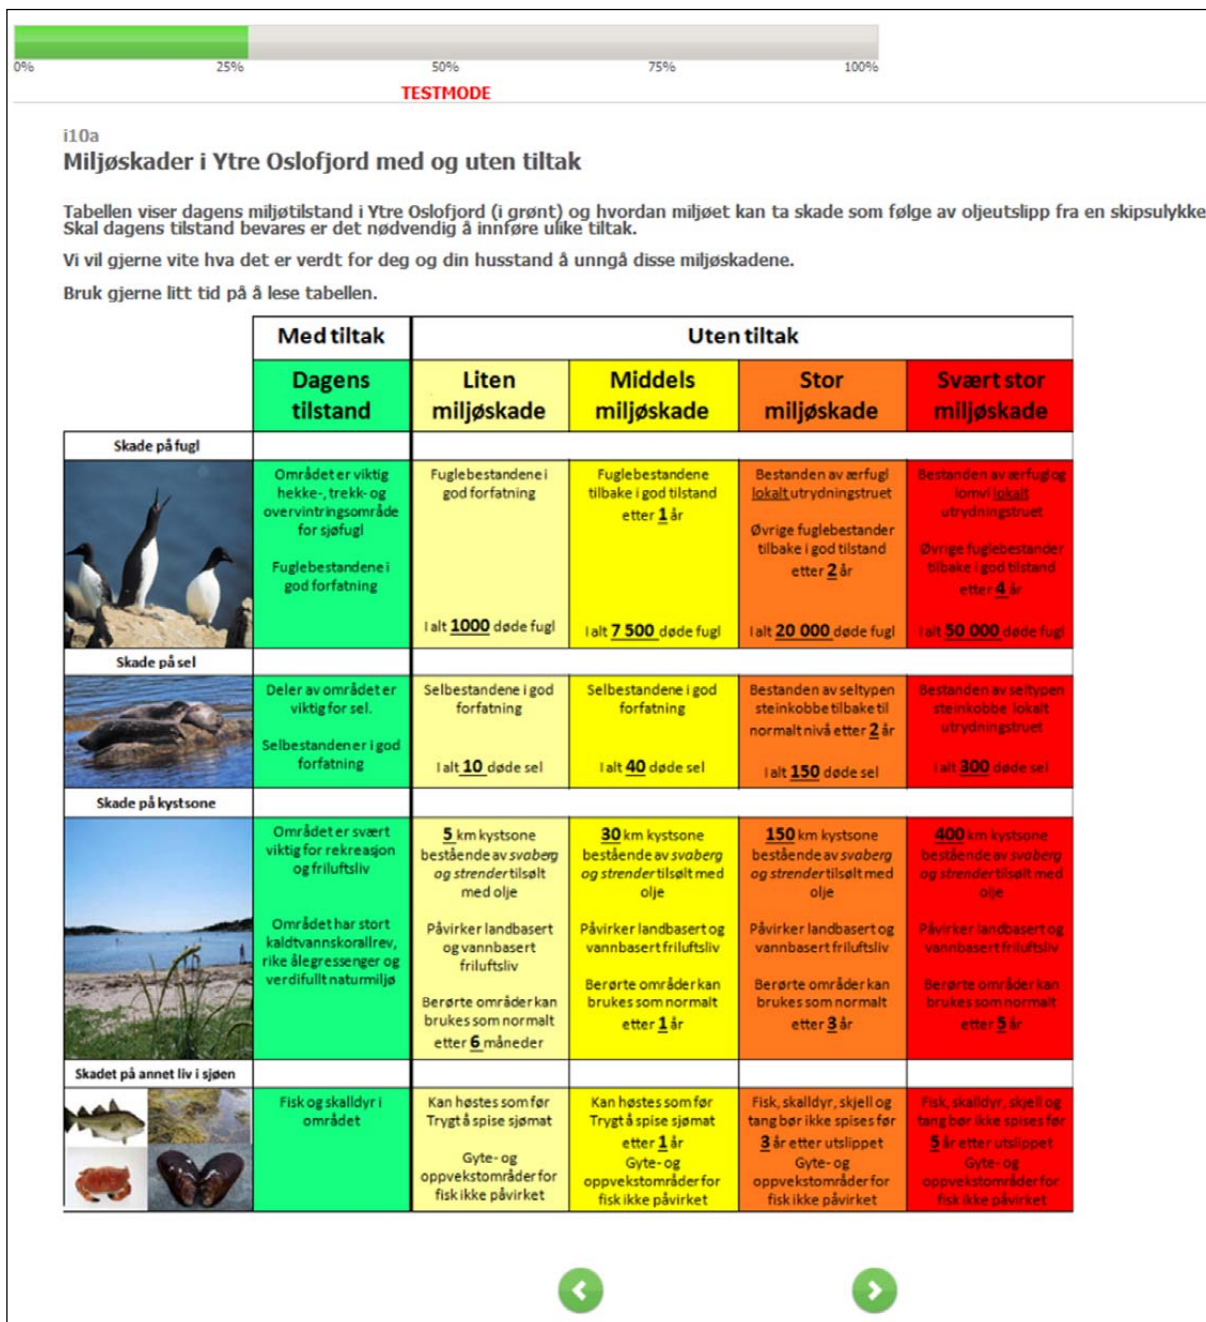 0% 25% 50% 75% 100%
TESTMODE
i10a
Miljøskader i Ytre Oslofjord med og uten tiltak
Tabellen viser dagens miljøtilstand i Ytre Oslofjord (i grønt) og hvordan miljøet kan ta skade som følge av oljeutslipp fra en skipsulykke
Skal dagens tilstand bevares er det nødvendig å innføre ulike tiltak.
Vi vil gjerne vite hva det er verdt for deg og din husstand å unngå disse miljøskadene.
Bruk gjerne litt tid på å lese tabellen.
Med tiltak
Uten tiltak
Dagens
tilstand
Liten
miljøskade
Middels
miljøskade
Stor
miljøskade
Svært stor
miljøskade
Skade på fugl
Området er viktig
hekke-, trekk- og
overvintringsområde
for sjøfugl
Fuglebestandene i
god forfatning
Fuglebestandene i
god forfatning
I alt 1000 døde fugl
Fuglebestandene
tilbake i god tilstand
etter 1 år
I alt 7 500 døde fugl
Bestanden av ærfugl
lokalt utrydningstruet
Øvrige fuglebestander
tilbake i god tilstand
etter 2 år
I alt 20 000 døde fugl
Bestanden av ærfugl og
lomvi lokalt
utrydningstruet
Øvrige fuglebestander
tilbake i god tilstand
etter 4 år
I alt 50 000 døde fugl
Skade på sel
Deler av området er
viktig for sel.
Selbestandener i god
forfatning
Selbestandene i god
forfatning
I alt 10 døde sel
Selbestandene i god
forfatning
I alt 40 døde sel
Bestanden av seltypen
steinkobbe tilbake til
normalt nivå etter 2 år
I alt 150 døde sel
Bestanden av seltypen
steinkobbe lokalt
utrydningstruet
I alt 300 døde sel
Skade på kystsone
Området er svært
viktig for rekreasjon
og friluftsliv
Området har stort
kaldtvannskorallrev,
rike ålegressenger og
verdifullt naturmiljø
5 km kystsone
bestående av svaberg
og strender tilsølt
med olje
Påvirker landbasert
og vannbasert
friluftsliv
Berørte områder kan
brukes som normalt
etter 6 måneder
30 km kystsone
bestående av svaberg
og strender tilsølt med
olje
Påvirker landbasert og
vannbasert friluftsliv
Berørte områder kan
brukes som normalt
etter 1 år
150 km kystsone
bestående av svaberg
og strender tilsølt med
olje
Påvirker landbasert og
vannbasert friluftsliv
Berørte områder kan
brukes som normalt
etter 3 år
400 km kystsone
bestående av svaberg
og strender tilsølt med
olje
Påvirker landbasert og
vannbasert friluftsliv
Berørte områder kan
brukes som normalt
etter 5 år
Skadet på annet liv i sjøen
Fisk og skalldyr i
området
Kan høstes som før
Trygt å spise sjømat
Gyte- og
oppvekstområder for
fisk ikke påvirket
Kan høstes som før
Trygt å spise sjømat
etter 1 år
Gyte- og
oppvekstområder for
fisk ikke påvirket
Fisk, skalldyr, skjell og
tang bør ikke spises før
3 år etter utslippet
Gyte- og
oppvekstområder for
fisk ikke påvirket
Fisk, skalldyr, skjell og
tang bør ikke spises før
5 år etter utslippet
Gyte- og
oppvekstområder for
fisk ikke påvirket